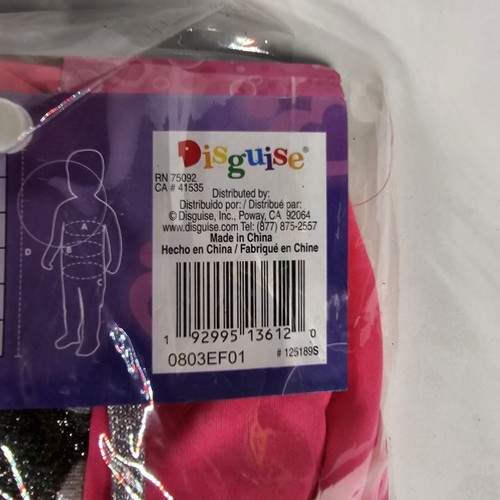 Disguise®
RN 75092
CA # 41535
Distributed by:
Distribuido por: / Distribué par:
© Disguise, Inc., Poway, CA 92064
www.disguise.com Tel: (877) 875-2557
Made in China
Hecho en China / Fabriqué en Chine
1 92995 13612 0
0803EF01 # 125189S
A
B
C
D